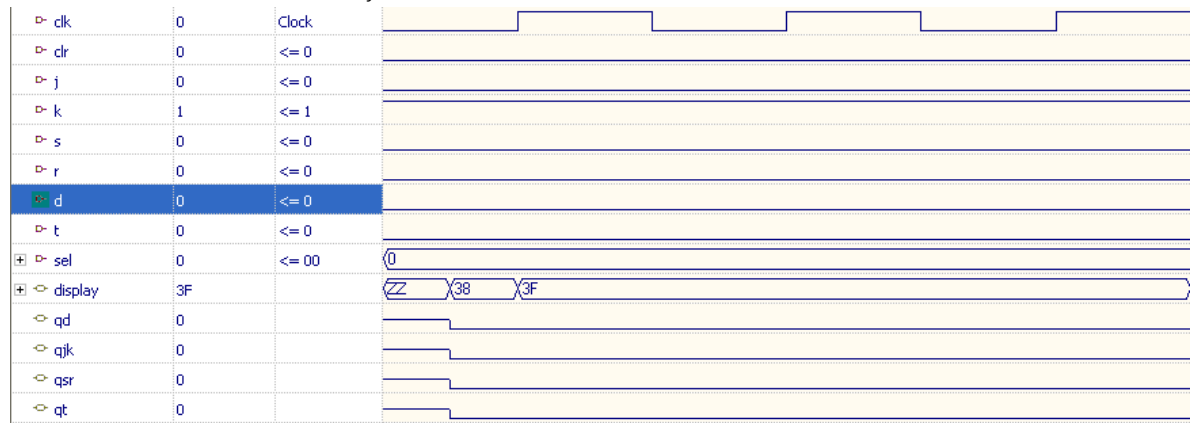 clk 0 Clock
clr 0 <= 0
j 0 <= 0
k 1 <= 1
s 0 <= 0
r 0 <= 0
d 0 <= 0
t 0 <= 0
sel 0 <= 00 0
display 3F ZZ 38 3F
qd 0
qjk 0
qsr 0
qt 0